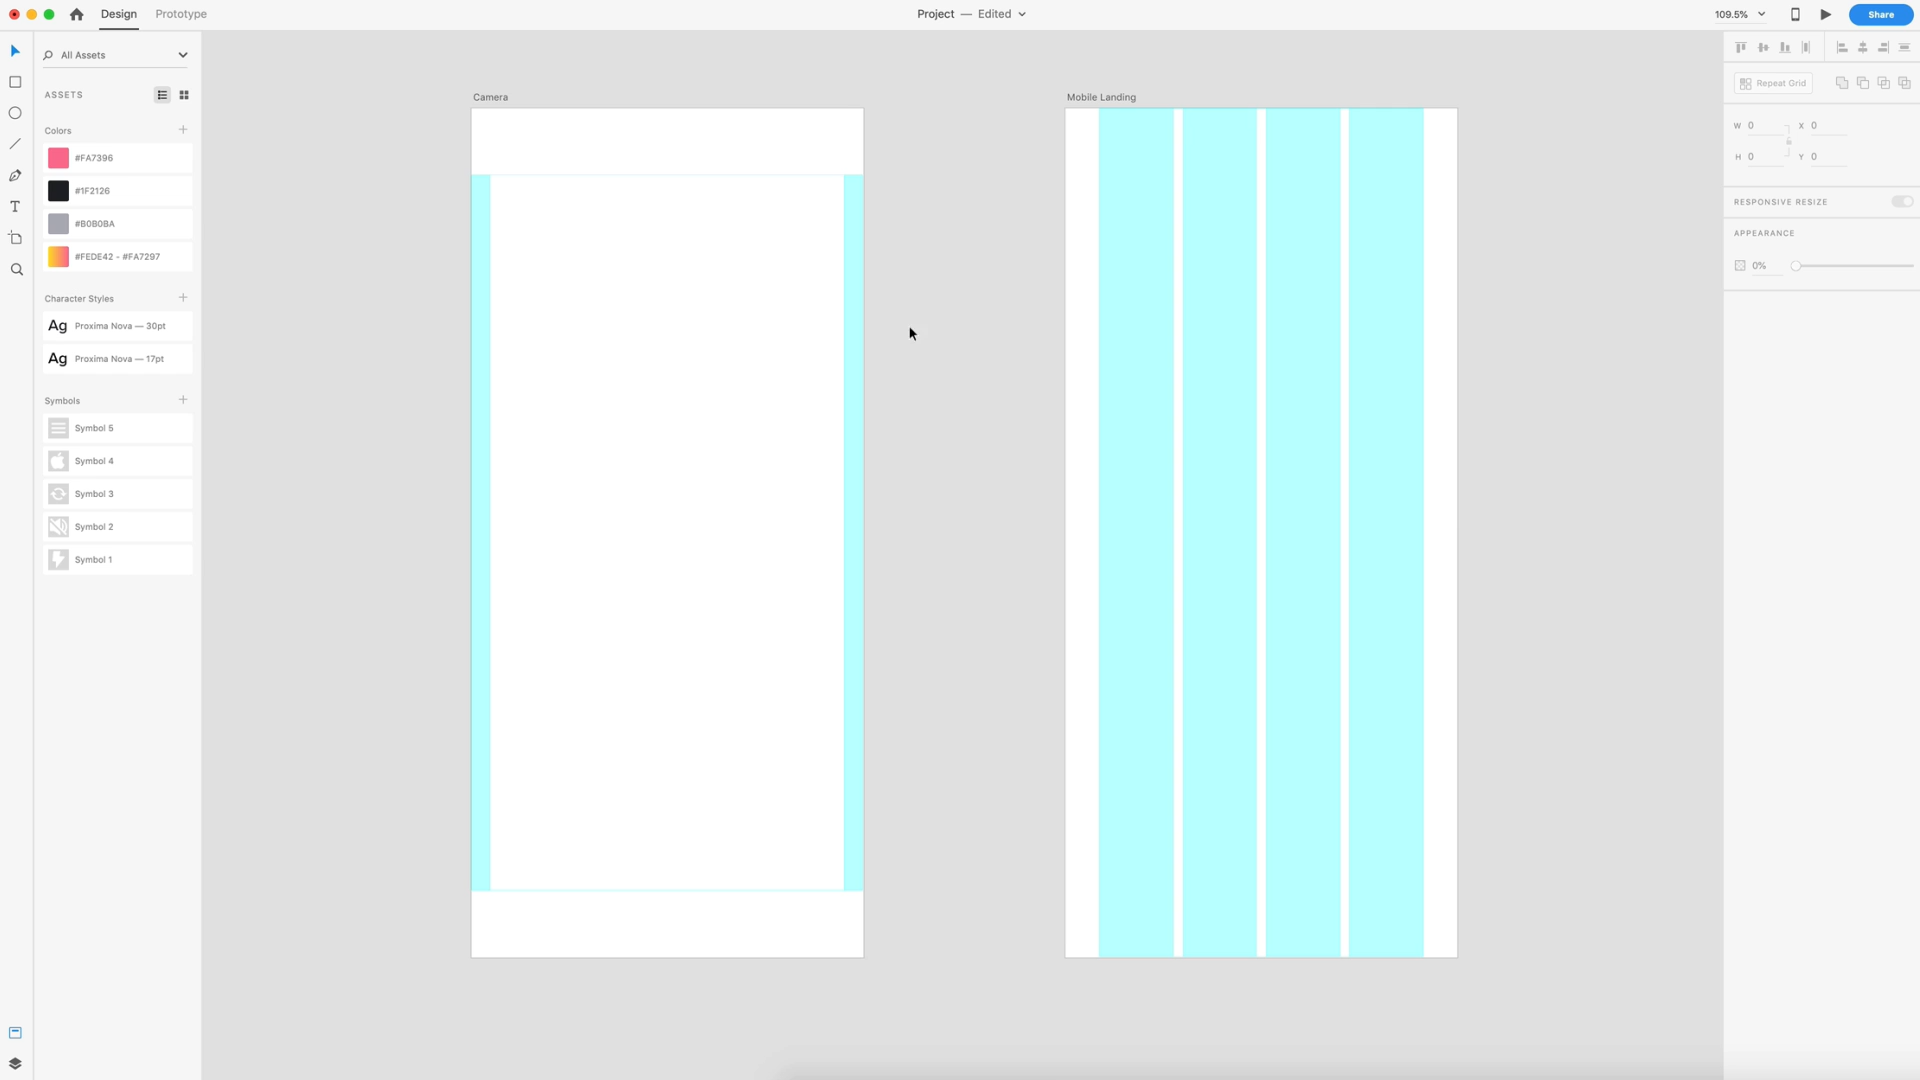 Design Prototype Project — Edited 109.5% Share
All Assets
ASSETS
Colors
#FA7396
#1F2126
#B0B0BA
#FEDE42 - #FA7297
Character Styles
Ag Proxima Nova — 30pt
Ag Proxima Nova — 17pt
Symbols
Symbol 5
Symbol 4
Symbol 3
Symbol 2
Symbol 1
T
Camera
Mobile Landing
Repeat Grid
W 0 X 0
H 0 Y 0
RESPONSIVE RESIZE
APPEARANCE
0%